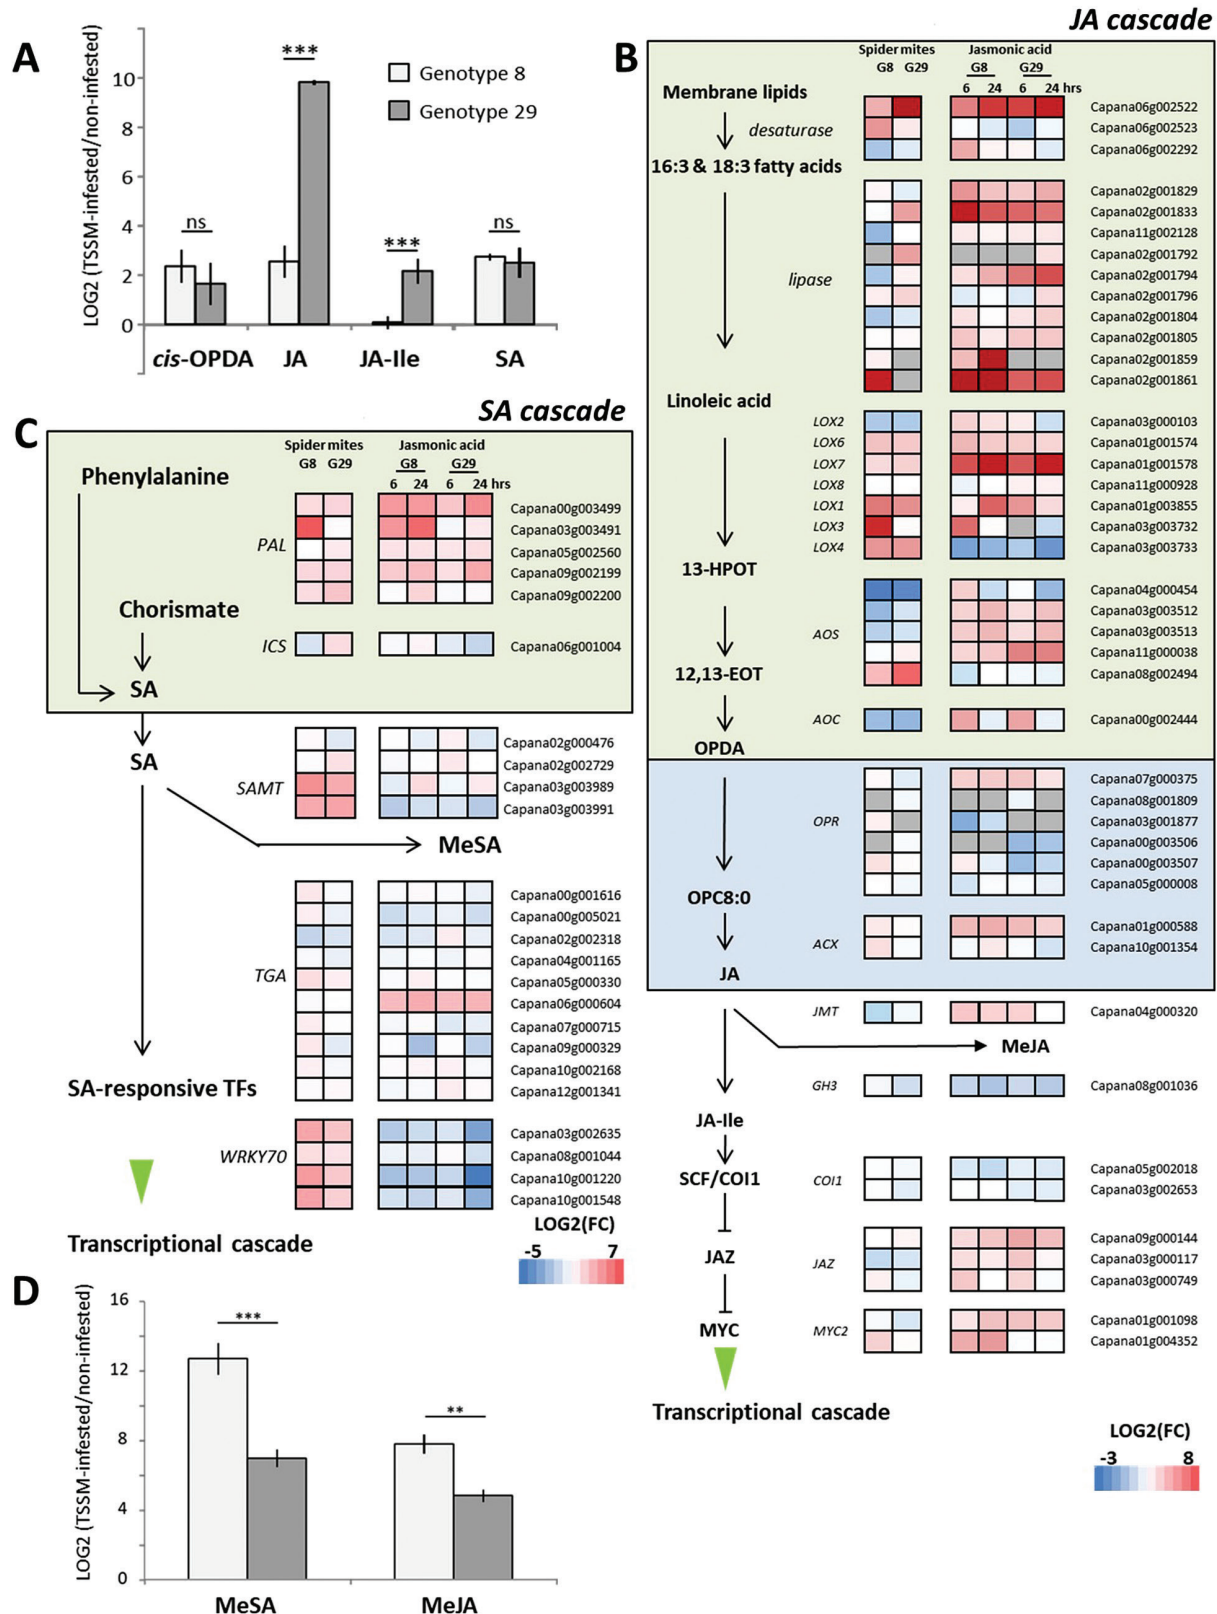 A
LOG2 (TSSM-infested/non-infested)
10
8
6
4
2
0
Genotype 8
Genotype 29
ns
***
***
ns
cis-OPDA
JA
JA-Ile
SA
JA cascade
B
Spider mites
Jasmonic acid
G8
G29
G8
G29
6
24
6
24 hrs
Membrane lipids
desaturase
16:3 & 18:3 fatty acids
Capana06g002522
Capana06g002523
Capana06g002292
lipase
Capana02g001829
Capana02g001833
Capana11g002128
Capana02g001792
Capana02g001794
Capana02g001796
Capana02g001804
Capana02g001805
Capana02g001859
Capana02g001861
Linoleic acid
LOX2
Capana03g000103
LOX6
Capana01g001574
LOX7
Capana01g001578
LOX8
Capana11g000928
LOX1
Capana01g003855
LOX3
Capana03g003732
LOX4
Capana03g003733
13-HPOT
AOS
Capana04g000454
Capana03g003512
Capana03g003513
Capana11g000038
Capana08g002494
12,13-EOT
AOC
Capana00g002444
OPDA
OPR
Capana07g000375
Capana08g001809
Capana03g001877
Capana00g003506
Capana00g003507
Capana05g000008
OPC8:0
ACX
Capana01g000588
Capana10g001354
JA
JMT
Capana04g000320
MeJA
GH3
Capana08g001036
JA-Ile
SCF/COI1
COI1
Capana05g002018
Capana03g002653
JAZ
JAZ
Capana09g000144
Capana03g000117
Capana03g000749
MYC
MYC2
Capana01g001098
Capana01g004352
Transcriptional cascade
LOG2(FC)
-3
8
SA cascade
C
Spider mites
Jasmonic acid
G8
G29
G8
G29
6
24
6
24 hrs
Phenylalanine
PAL
Capana00g003499
Capana03g003491
Capana05g002560
Capana09g002199
Capana09g002200
Chorismate
ICS
Capana06g001004
SA
SA
SAMT
Capana02g000476
Capana02g002729
Capana03g003989
Capana03g003991
MeSA
TGA
Capana00g001616
Capana00g005021
Capana02g002318
Capana04g001165
Capana05g000330
Capana06g000604
Capana07g000715
Capana09g000329
Capana10g002168
Capana12g001341
SA-responsive TFs
WRKY70
Capana03g002635
Capana08g001044
Capana10g001220
Capana10g001548
Transcriptional cascade
LOG2(FC)
-5
7
D
LOG2 (TSSM-infested/non-infested)
16
12
8
4
0
***
**
MeSA
MeJA